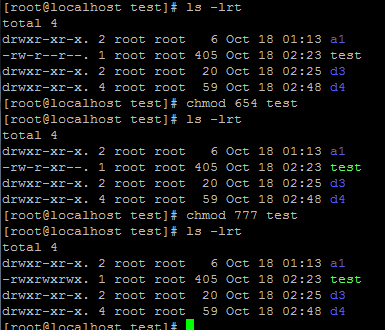 [root@localhost test]# ls -lrt
total 4
drwxr-xr-x. 2 root root   6 Oct 18 01:13 a1
-rw-r--r--. 1 root root 405 Oct 18 02:23 test
drwxr-xr-x. 2 root root  20 Oct 18 02:25 d3
drwxr-xr-x. 4 root root  59 Oct 18 02:48 d4
[root@localhost test]# chmod 654 test
[root@localhost test]# ls -lrt
total 4
drwxr-xr-x. 2 root root   6 Oct 18 01:13 a1
-rw-r-xr--. 1 root root 405 Oct 18 02:23 test
drwxr-xr-x. 2 root root  20 Oct 18 02:25 d3
drwxr-xr-x. 4 root root  59 Oct 18 02:48 d4
[root@localhost test]# chmod 777 test
[root@localhost test]# ls -lrt
total 4
drwxr-xr-x. 2 root root   6 Oct 18 01:13 a1
-rwxrwxrwx. 1 root root 405 Oct 18 02:23 test
drwxr-xr-x. 2 root root  20 Oct 18 02:25 d3
drwxr-xr-x. 4 root root  59 Oct 18 02:48 d4
[root@localhost test]#